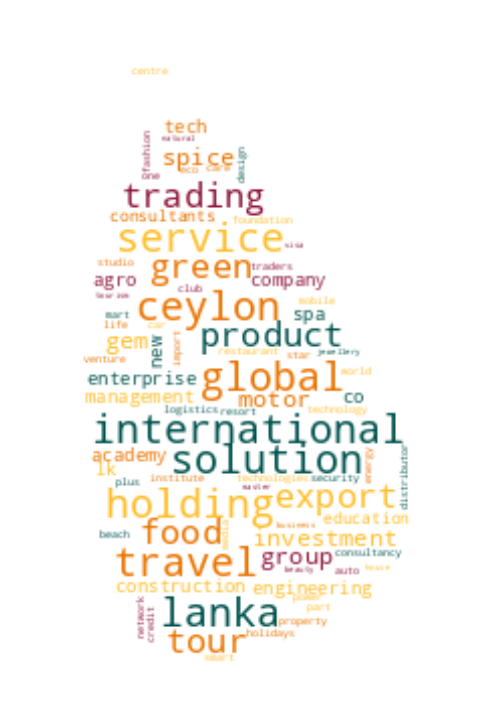 centre
tech
natural
fashion
spice
design
one
eco
care
trading
consultants
foundation
service
visa
studio
green
traders
agro
club
company
tourism
ceylon
mobile
mart
spa
life
car
product
gem
new
import
restaurant
star
jewellery
venture
enterprise
global
world
management
motor
co
logistics
resort
technology
international
academy
solution
energy
distributor
lk
plus
institute
technologies
security
master
holding
export
education
food
media
business
beach
investment
travel
group
consultancy
beauty
auto
house
construction
engineering
power
network
credit
lanka
part
property
tour
holidays
smart